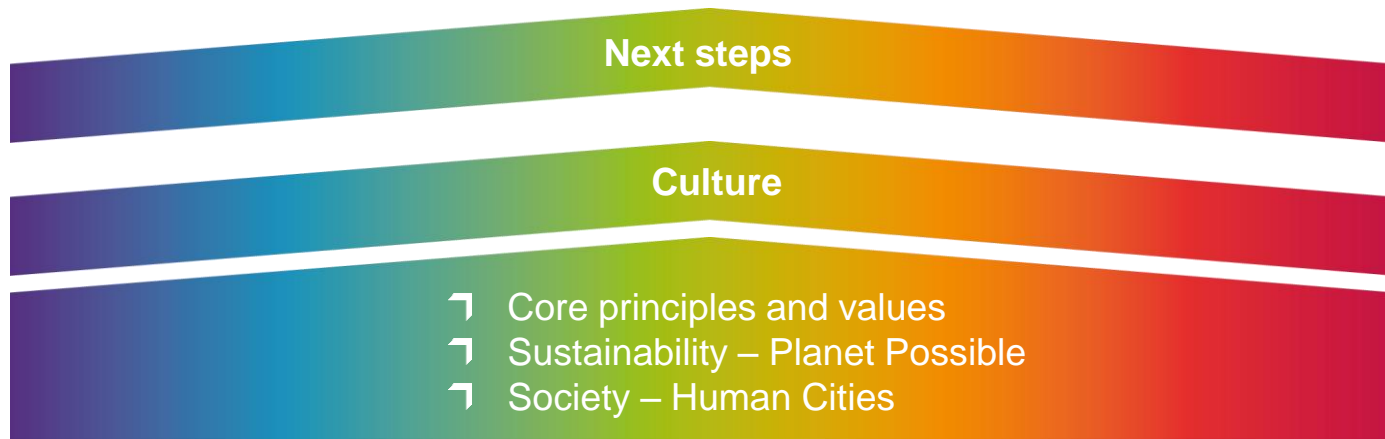 Next steps
Culture
Core principles and values
Sustainability – Planet Possible
Society – Human Cities